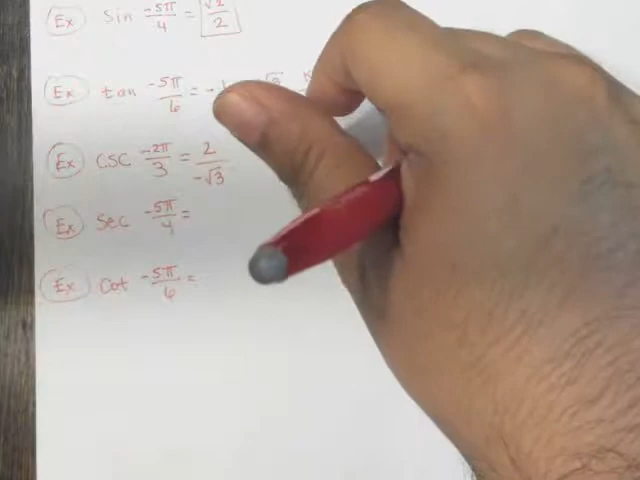 Ex sin -5π/4 = √2/2
Ex tan -5π/6 = -
Ex CSC -2π/3 = 2/-√3
Ex Sec -5π/4 =
Ex Cot -5π/6 =